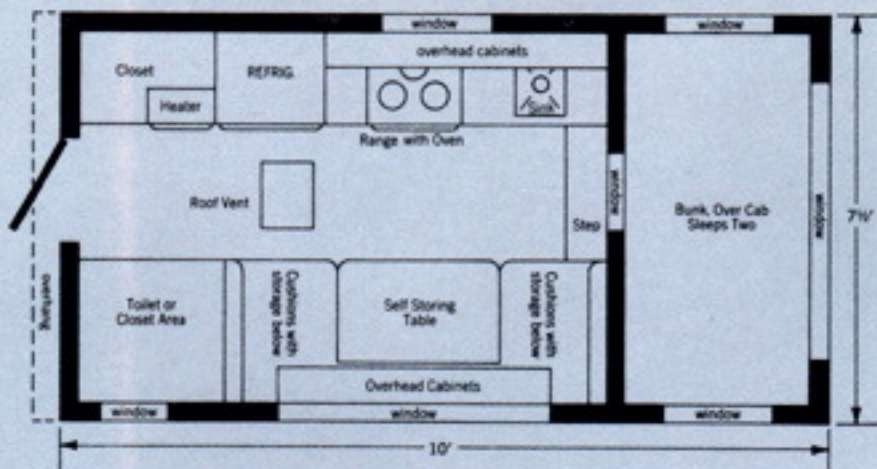 window
window
overhead cabinets
Closet
REFRIG.
Heater
Sink
Range with Oven
Roof Vent
window
Step
Bunk, Over Cab
Sleeps Two
window
7½'
overhang
Toilet or
Closet Area
Cushions with
storage below
Self Storing
Table
Cushions with
storage below
Overhead Cabinets
window
window
window
10'